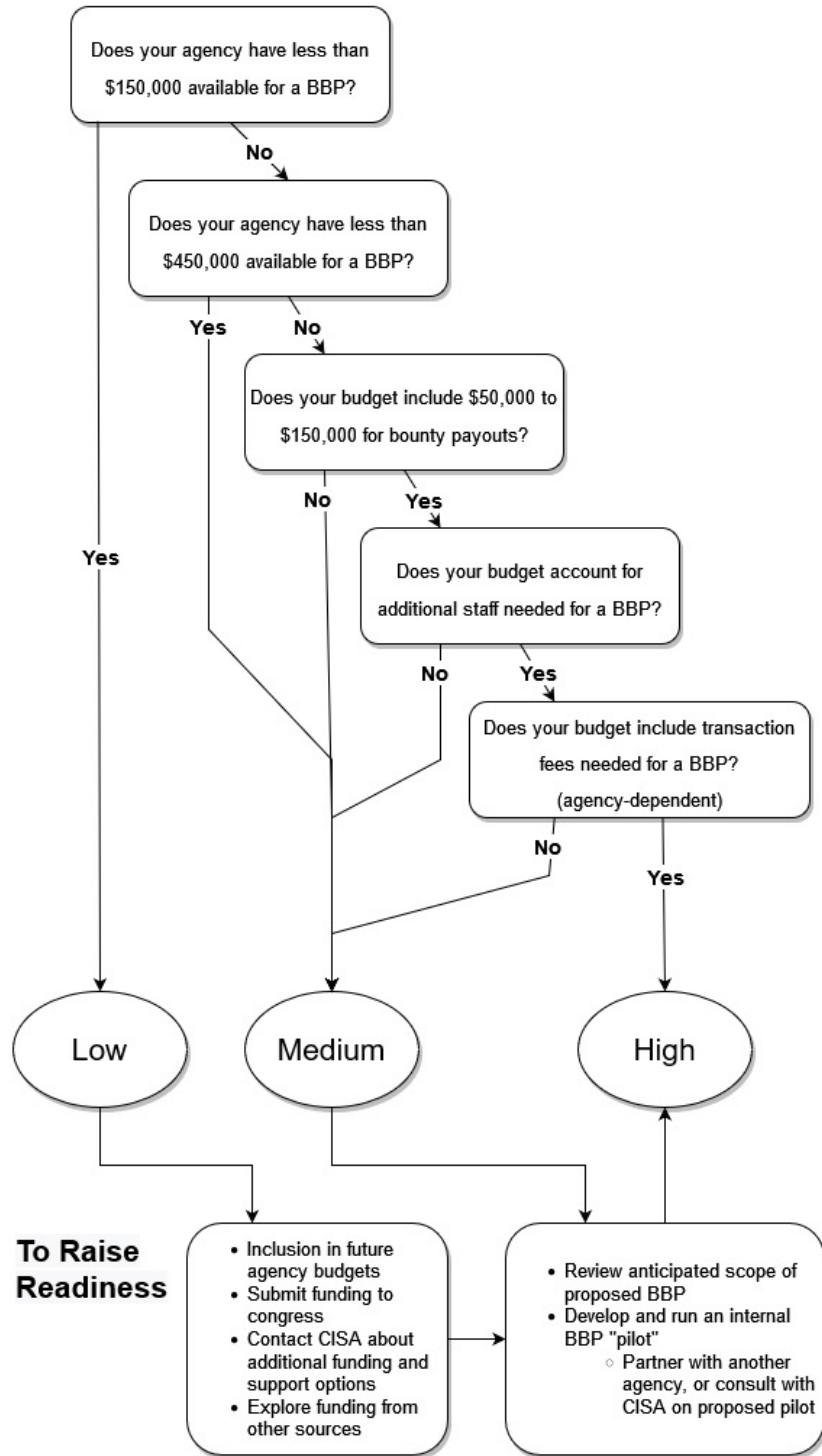 Does your agency have less than
$150,000 available for a BBP?
No
Does your agency have less than
$450,000 available for a BBP?
Yes
No
Does your budget include $50,000 to
$150,000 for bounty payouts?
No
Yes
Yes
Does your budget account for
additional staff needed for a BBP?
No
Yes
Does your budget include transaction
fees needed for a BBP?
(agency-dependent)
No
Yes
Low
Medium
High
To Raise
Readiness
• Inclusion in future
agency budgets
• Submit funding to
congress
• Contact CISA about
additional funding and
support options
• Explore funding from
other sources
• Review anticipated scope of
proposed BBP
• Develop and run an internal
BBP "pilot"
○ Partner with another
agency, or consult with
CISA on proposed pilot